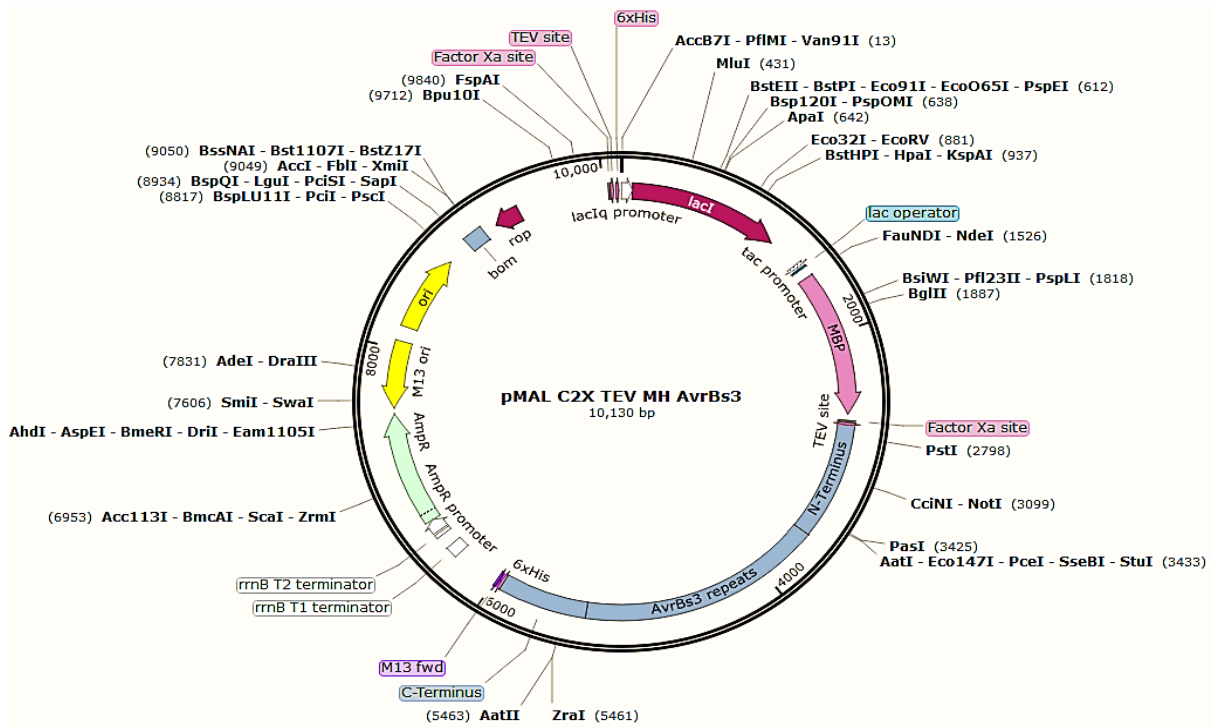 6xHis
TEV site
Factor Xa site
AccB7I - PflMI - Van91I (13)
MluI (431)
(9840) FspAI
(9712) Bpu10I
BstEII - BstPI - Eco91I - EcoO65I - PspEI (612)
Bsp120I - PspOMI (638)
ApaI (642)
Eco32I - EcoRV (881)
BstHPI - HpaI - KspAI (937)
(9050) BssNAI - Bst1107I - BstZ17I
(9049) AccI - FblI - XmiI
(8934) BspQI - LguI - PciSI - SapI
(8817) BspLU11I - PciI - PscI
10,000
lacIq promoter
lacI
rop
bom
lac operator
FauNDI - NdeI (1526)
tac promoter
BsiWI - Pfl23II - PspLI (1818)
BglII (1887)
2000
MBP
ori
8000
M13 ori
(7831) AdeI - DraIII
(7606) SmiI - SwaI
AhdI - AspEI - BmeRI - DriI - Eam1105I
pMAL C2X TEV MH AvrBs3
10,130 bp
TEV site
Factor Xa site
PstI (2798)
N-Terminus
CciNI - NotI (3099)
AmpR
AmpR promoter
(6953) Acc113I - BmcAI - ScaI - ZrmI
PasI (3425)
AatI - Eco147I - PceI - SseBI - StuI (3433)
rrnB T2 terminator
rrnB T1 terminator
6xHis
5000
AvrBs3 repeats
4000
M13 fwd
C-Terminus
(5463) AatII
ZraI (5461)